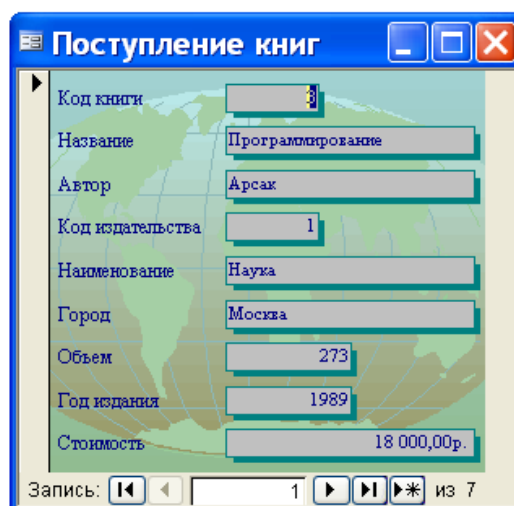 Поступление книг
Код книги 3
Название Программирование
Автор Арсак
Код издательства 1
Наименование Наука
Город Москва
Объем 273
Год издания 1989
Стоимость 18 000,00р.
Запись: 1 из 7